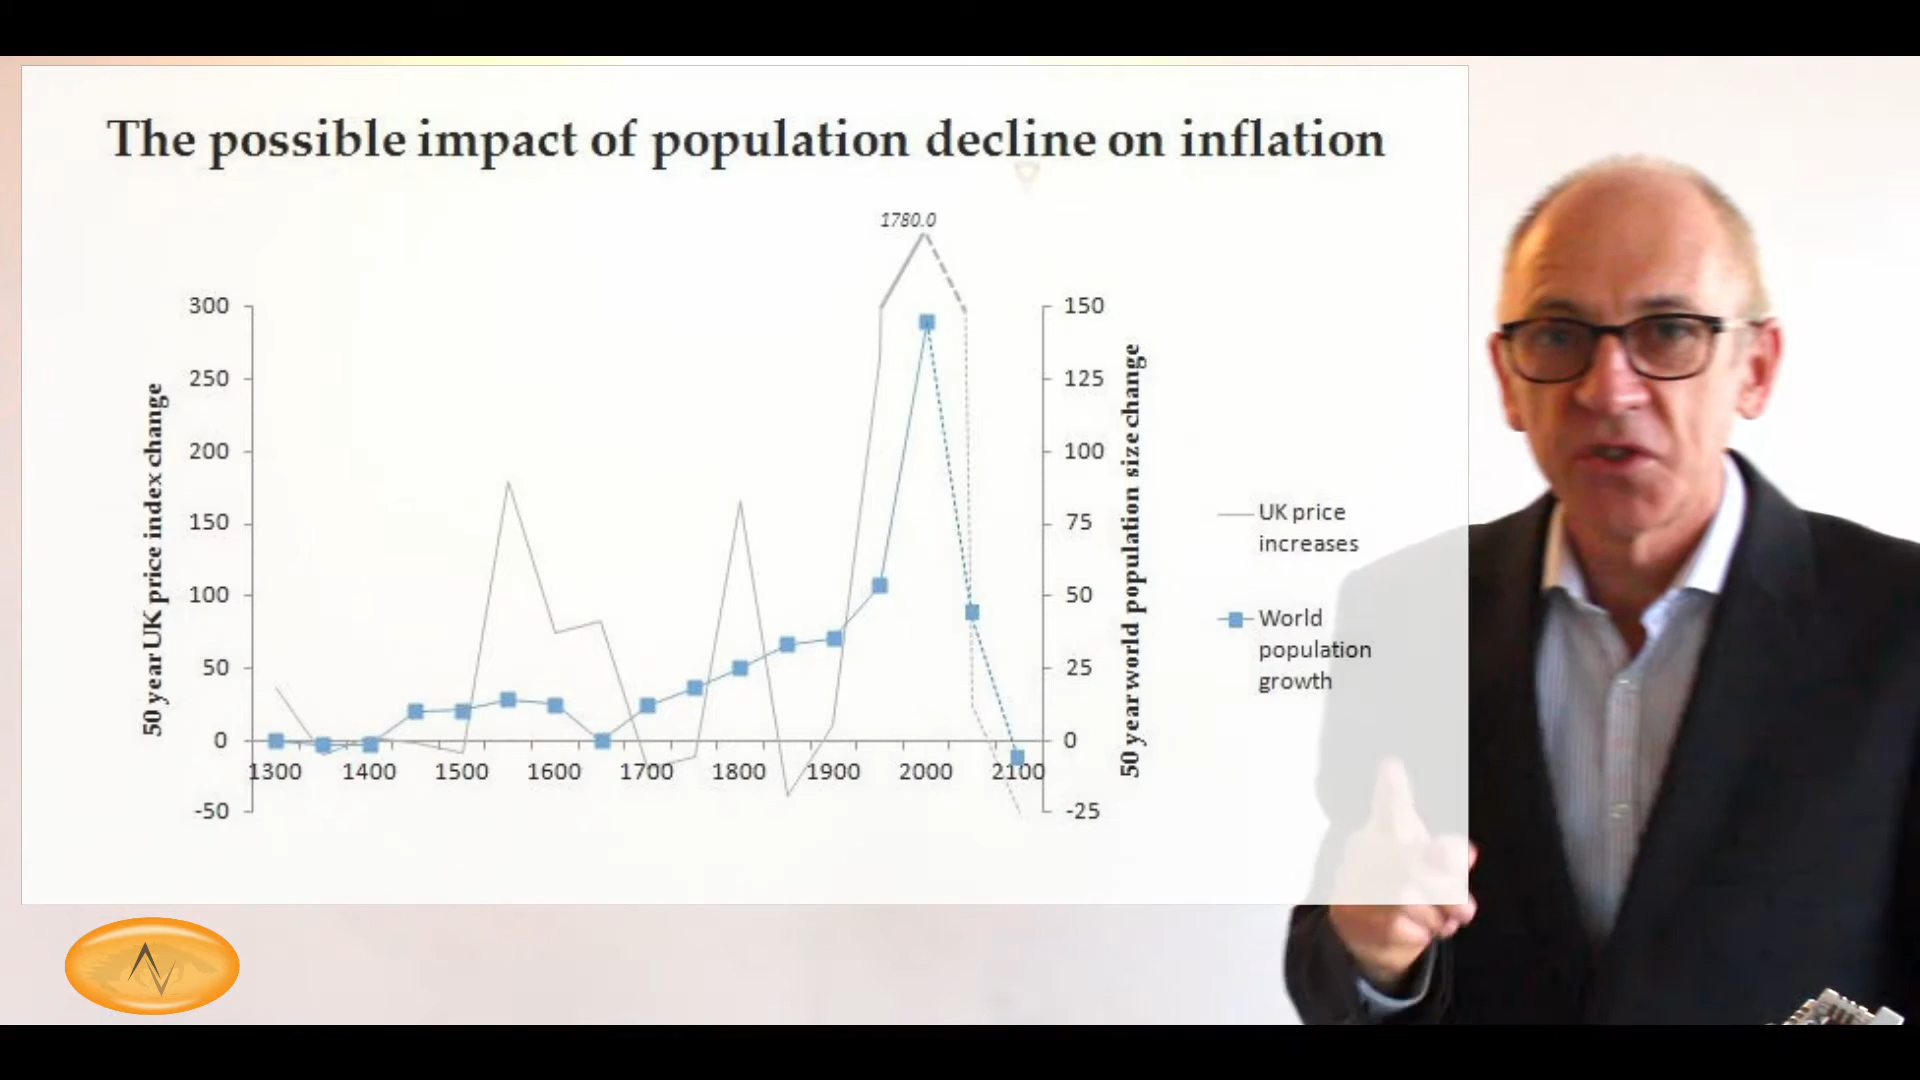 The possible impact of population decline on inflation
1780.0
50 year UK price index change
300
250
200
150
100
50
0
-50
1300 1400 1500 1600 1700 1800 1900 2000 2100
150
125
100
75
50
25
0
-25
50 year world population size change
UK price
increases
World
population
growth